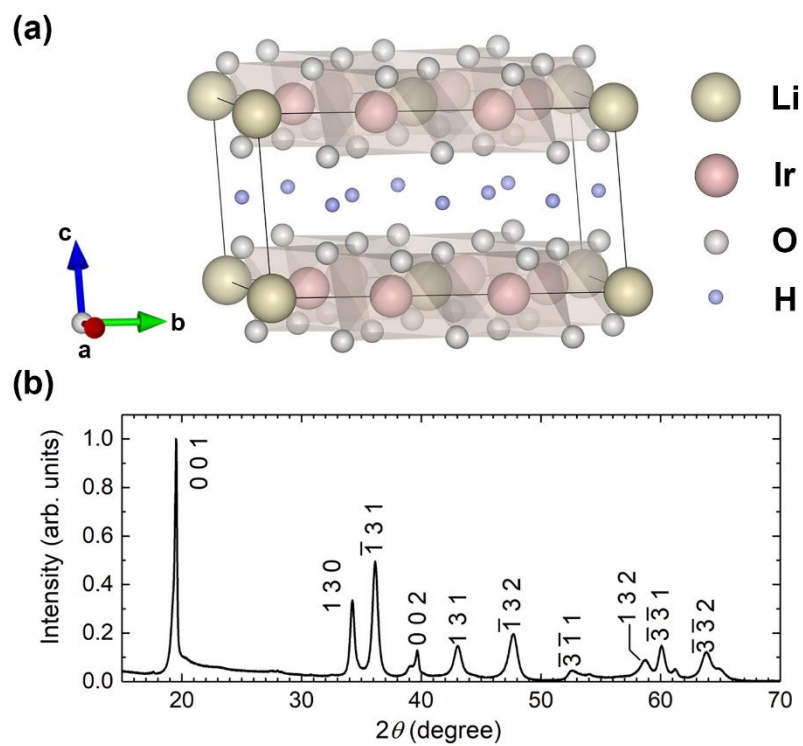 (a)
Li
Ir
O
H
c
b
a
(b)
Intensity (arb. units)
1.0
0.8
0.6
0.4
0.2
0.0
0 0 1
1 3 0
1̅ 3 1
0 0 2
1 3 1
1̅ 3 2
3̅ 1 1
1 3 2
3̅ 3̅ 1
3̅ 3̅ 2
20
30
40
50
60
70
2θ (degree)